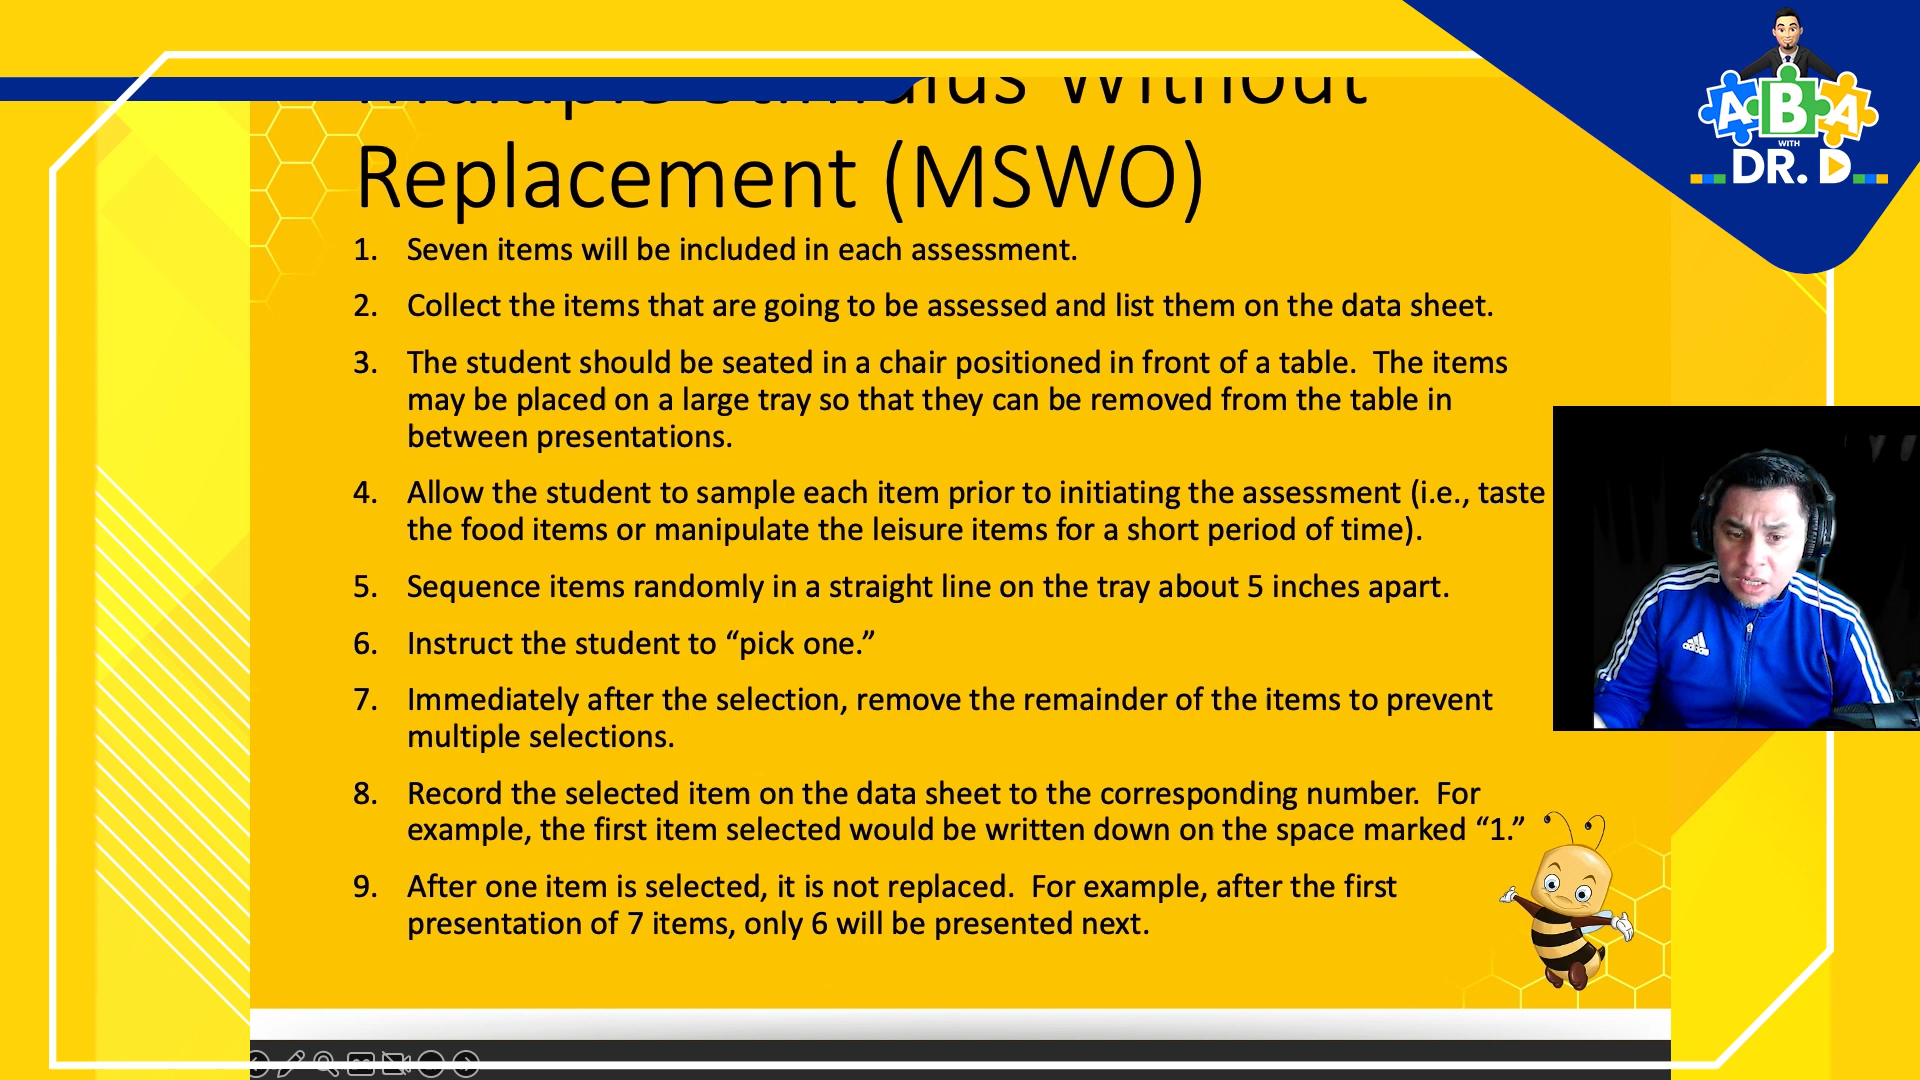 Multiple Stimulus Without
Replacement (MSWO)
1. Seven items will be included in each assessment.
2. Collect the items that are going to be assessed and list them on the data sheet.
3. The student should be seated in a chair positioned in front of a table.  The items
may be placed on a large tray so that they can be removed from the table in
between presentations.
4. Allow the student to sample each item prior to initiating the assessment (i.e., taste
the food items or manipulate the leisure items for a short period of time).
5. Sequence items randomly in a straight line on the tray about 5 inches apart.
6. Instruct the student to “pick one.”
7. Immediately after the selection, remove the remainder of the items to prevent
multiple selections.
8. Record the selected item on the data sheet to the corresponding number.  For
example, the first item selected would be written down on the space marked “1.”
9. After one item is selected, it is not replaced.  For example, after the first
presentation of 7 items, only 6 will be presented next.
ABA
WITH
DR. D
adidas